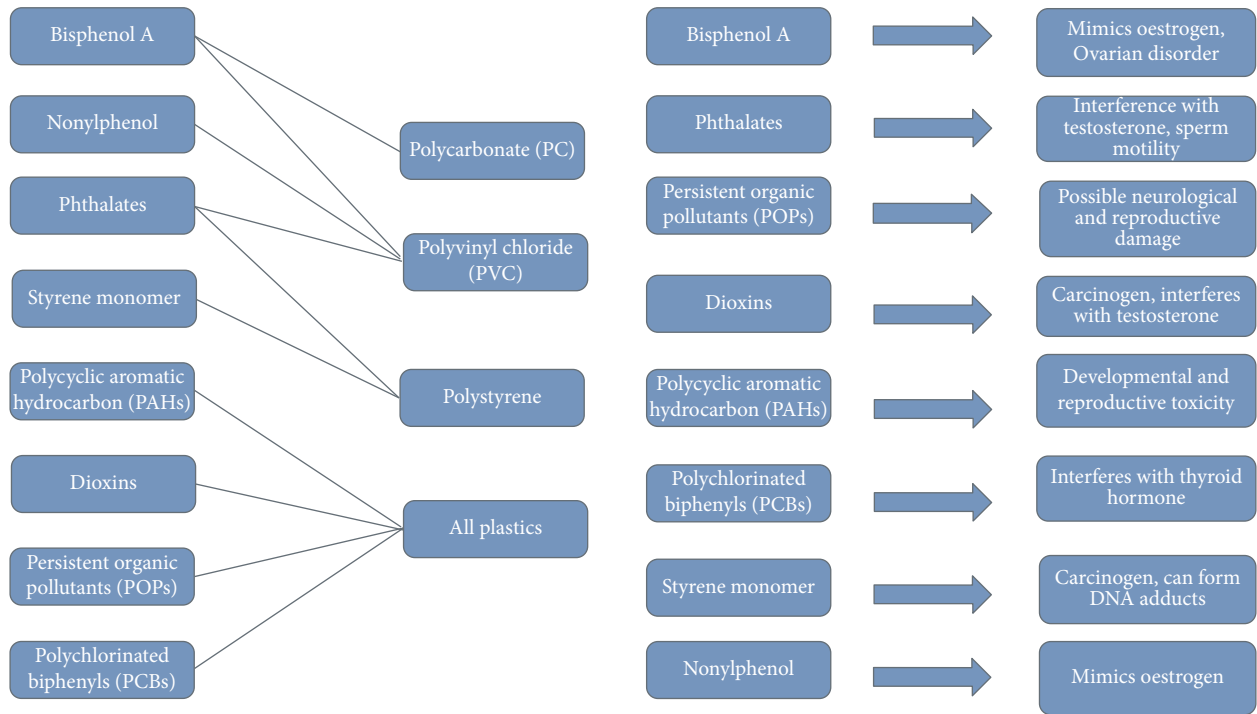 Bisphenol A
Nonylphenol
Phthalates
Styrene monomer
Polycyclic aromatic
hydrocarbon (PAHs)
Dioxins
Persistent organic
pollutants (POPs)
Polychlorinated
biphenyls (PCBs)
Polycarbonate (PC)
Polyvinyl chloride
(PVC)
Polystyrene
All plastics
Bisphenol A
Mimics oestrogen,
Ovarian disorder
Phthalates
Interference with
testosterone, sperm
motility
Persistent organic
pollutants (POPs)
Possible neurological
and reproductive
damage
Dioxins
Carcinogen, interferes
with testosterone
Polycyclic aromatic
hydrocarbon (PAHs)
Developmental and
reproductive toxicity
Polychlorinated
biphenyls (PCBs)
Interferes with thyroid
hormone
Styrene monomer
Carcinogen, can form
DNA adducts
Nonylphenol
Mimics oestrogen